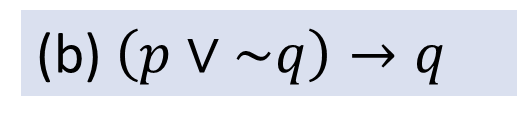 (b) (p ∨ ~q) → q